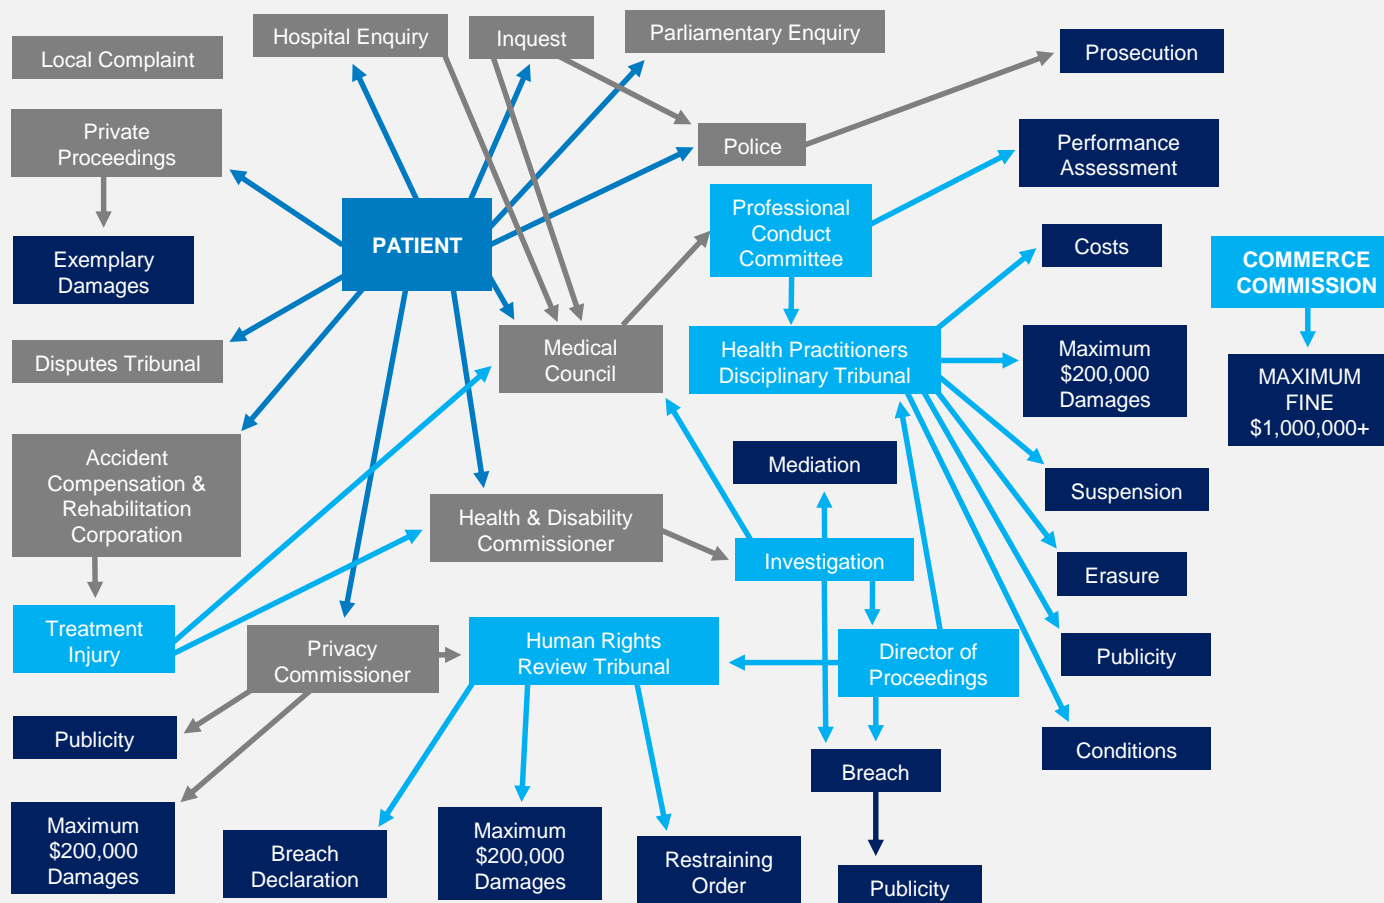 Local Complaint
Hospital Enquiry
Inquest
Parliamentary Enquiry
Prosecution
Private
Proceedings
Police
Performance
Assessment
PATIENT
Professional
Conduct
Committee
Exemplary
Damages
Costs
COMMERCE
COMMISSION
Disputes Tribunal
Medical
Council
Health Practitioners
Disciplinary Tribunal
Maximum
$200,000
Damages
MAXIMUM
FINE
$1,000,000+
Accident
Compensation &
Rehabilitation
Corporation
Mediation
Suspension
Health & Disability
Commissioner
Investigation
Erasure
Treatment
Injury
Privacy
Commissioner
Human Rights
Review Tribunal
Director of
Proceedings
Publicity
Publicity
Conditions
Breach
Maximum
$200,000
Damages
Breach
Declaration
Maximum
$200,000
Damages
Restraining
Order
Publicity